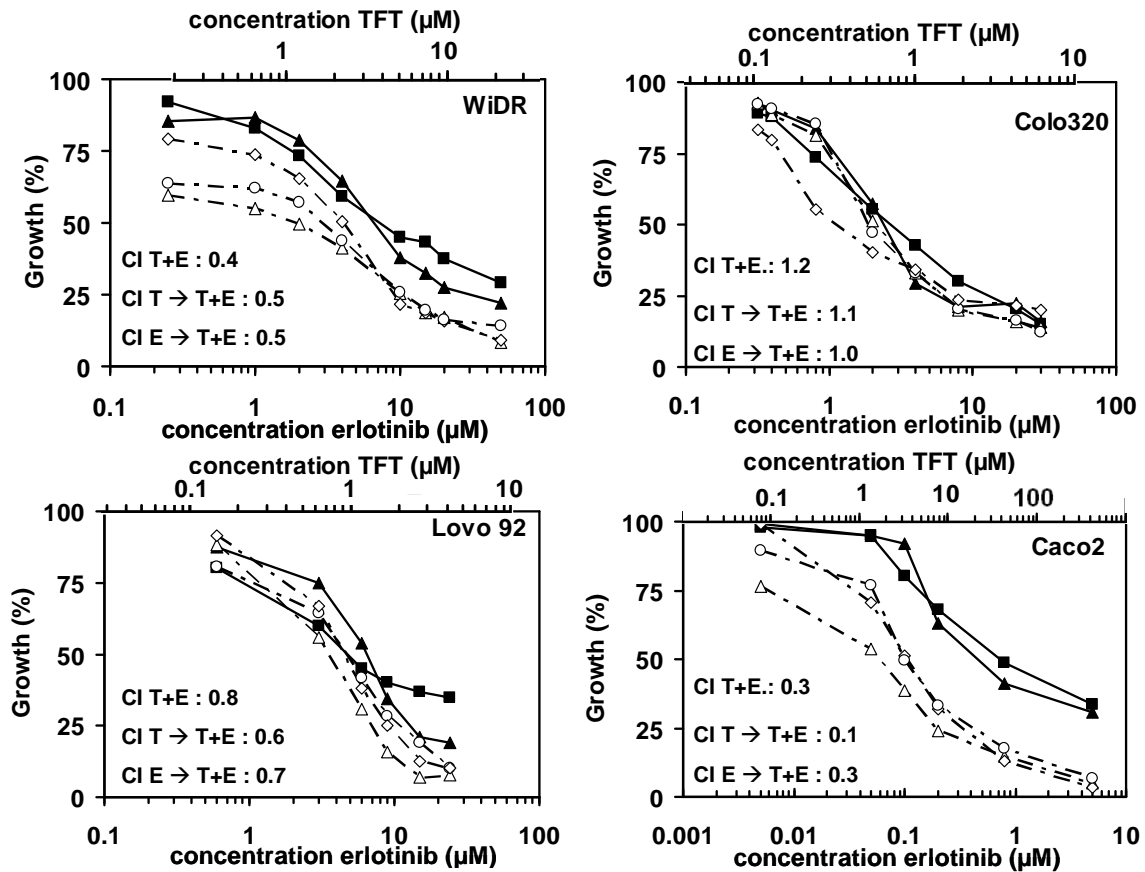 concentration TFT (µM)
1 10
100
75
50
25
0
Growth (%)
WiDR
CI T+E : 0.4
CI T → T+E : 0.5
CI E → T+E : 0.5
0.1 1 10 100
concentration erlotinib (µM)
concentration TFT (µM)
0.1 1 10
100
75
50
25
0
Growth (%)
Colo320
CI T+E.: 1.2
CI T → T+E : 1.1
CI E → T+E : 1.0
0.1 1 10 100
concentration erlotinib (µM)
concentration TFT (µM)
0.1 1 10
100
75
50
25
0
Growth (%)
Lovo 92
CI T+E : 0.8
CI T → T+E : 0.6
CI E → T+E : 0.7
0.1 1 10 100
concentration erlotinib (µM)
concentration TFT (µM)
0.1 1 10 100
100
75
50
25
0
Growth (%)
Caco2
CI T+E.: 0.3
CI T → T+E : 0.1
CI E → T+E : 0.3
0.001 0.01 0.1 1 10
concentration erlotinib (µM)